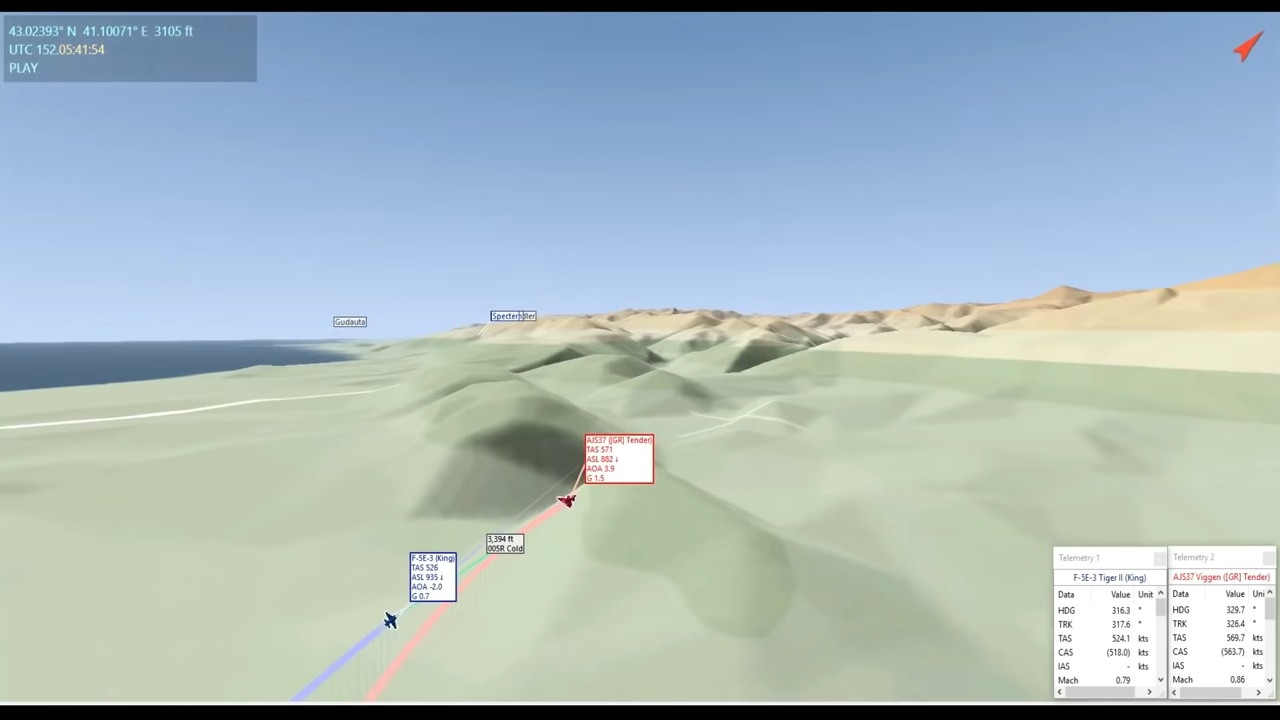 43.02393° N  41.10071° E  3105 ft
UTC 152.05:41:54
PLAY
Gudauta
Specter
AJS37 ([GR] Tender)
TAS 571
ASL 882 ↓
AOA 3.9
G 1.5
3,394 ft
005R Cold
F-5E-3 (King)
TAS 526
ASL 935 ↓
AOA -2.0
G 0.7
Telemetry 1
F-5E-3 Tiger II (King)
Data Value Unit
HDG 316.3 °
TRK 317.6 °
TAS 524.1 kts
CAS (518.0) kts
IAS - kts
Mach 0.79
Telemetry 2
AJS37 Viggen ([GR] Tender)
Data Value Uni
HDG 329.7 °
TRK 326.4 °
TAS 569.7 kts
CAS (563.7) kts
IAS - kts
Mach 0.86